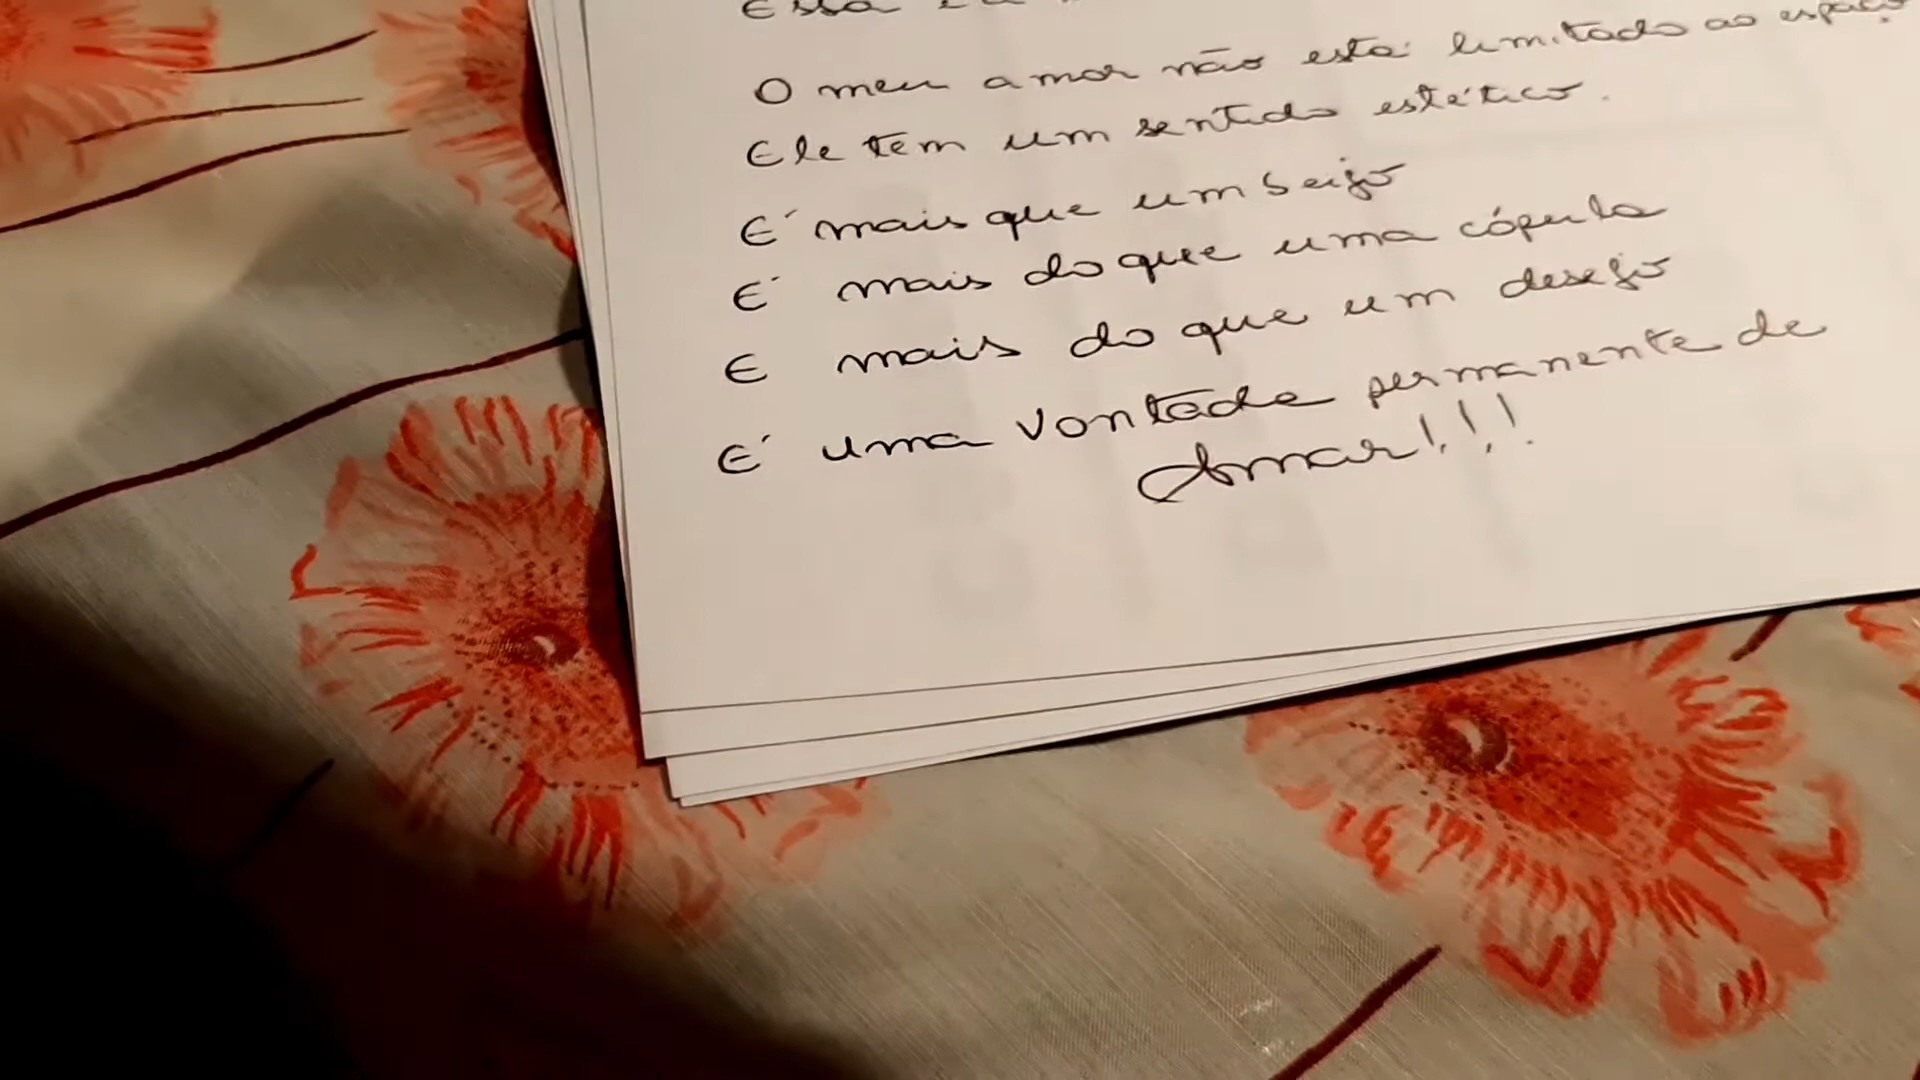 Essa
O meu amor não está limitado ao espaço
Ele tem um sentido estético.
É mais que um beijo
É mais do que uma cópula
E mais do que um desejo
É uma vontade permanente de
Amar!!!